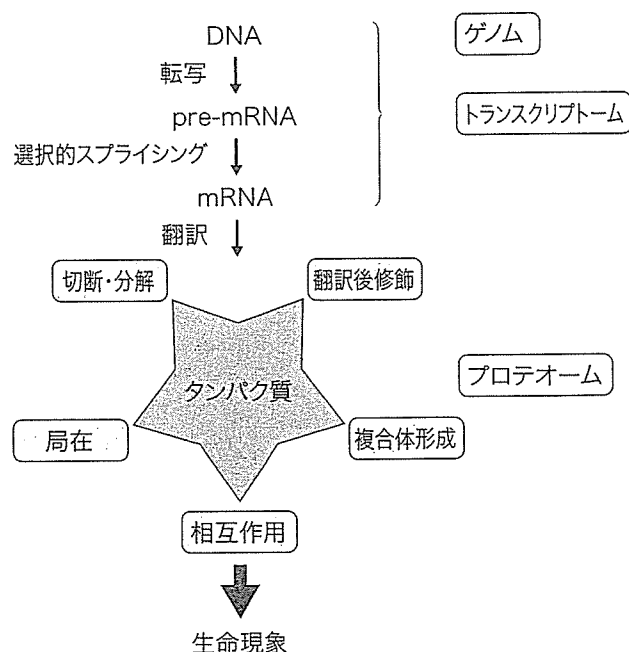 DNA
ゲノム
転写
pre-mRNA
トランスクリプトーム
選択的スプライシング
mRNA
翻訳
切断・分解
翻訳後修飾
タンパク質
プロテオーム
局在
複合体形成
相互作用
生命現象